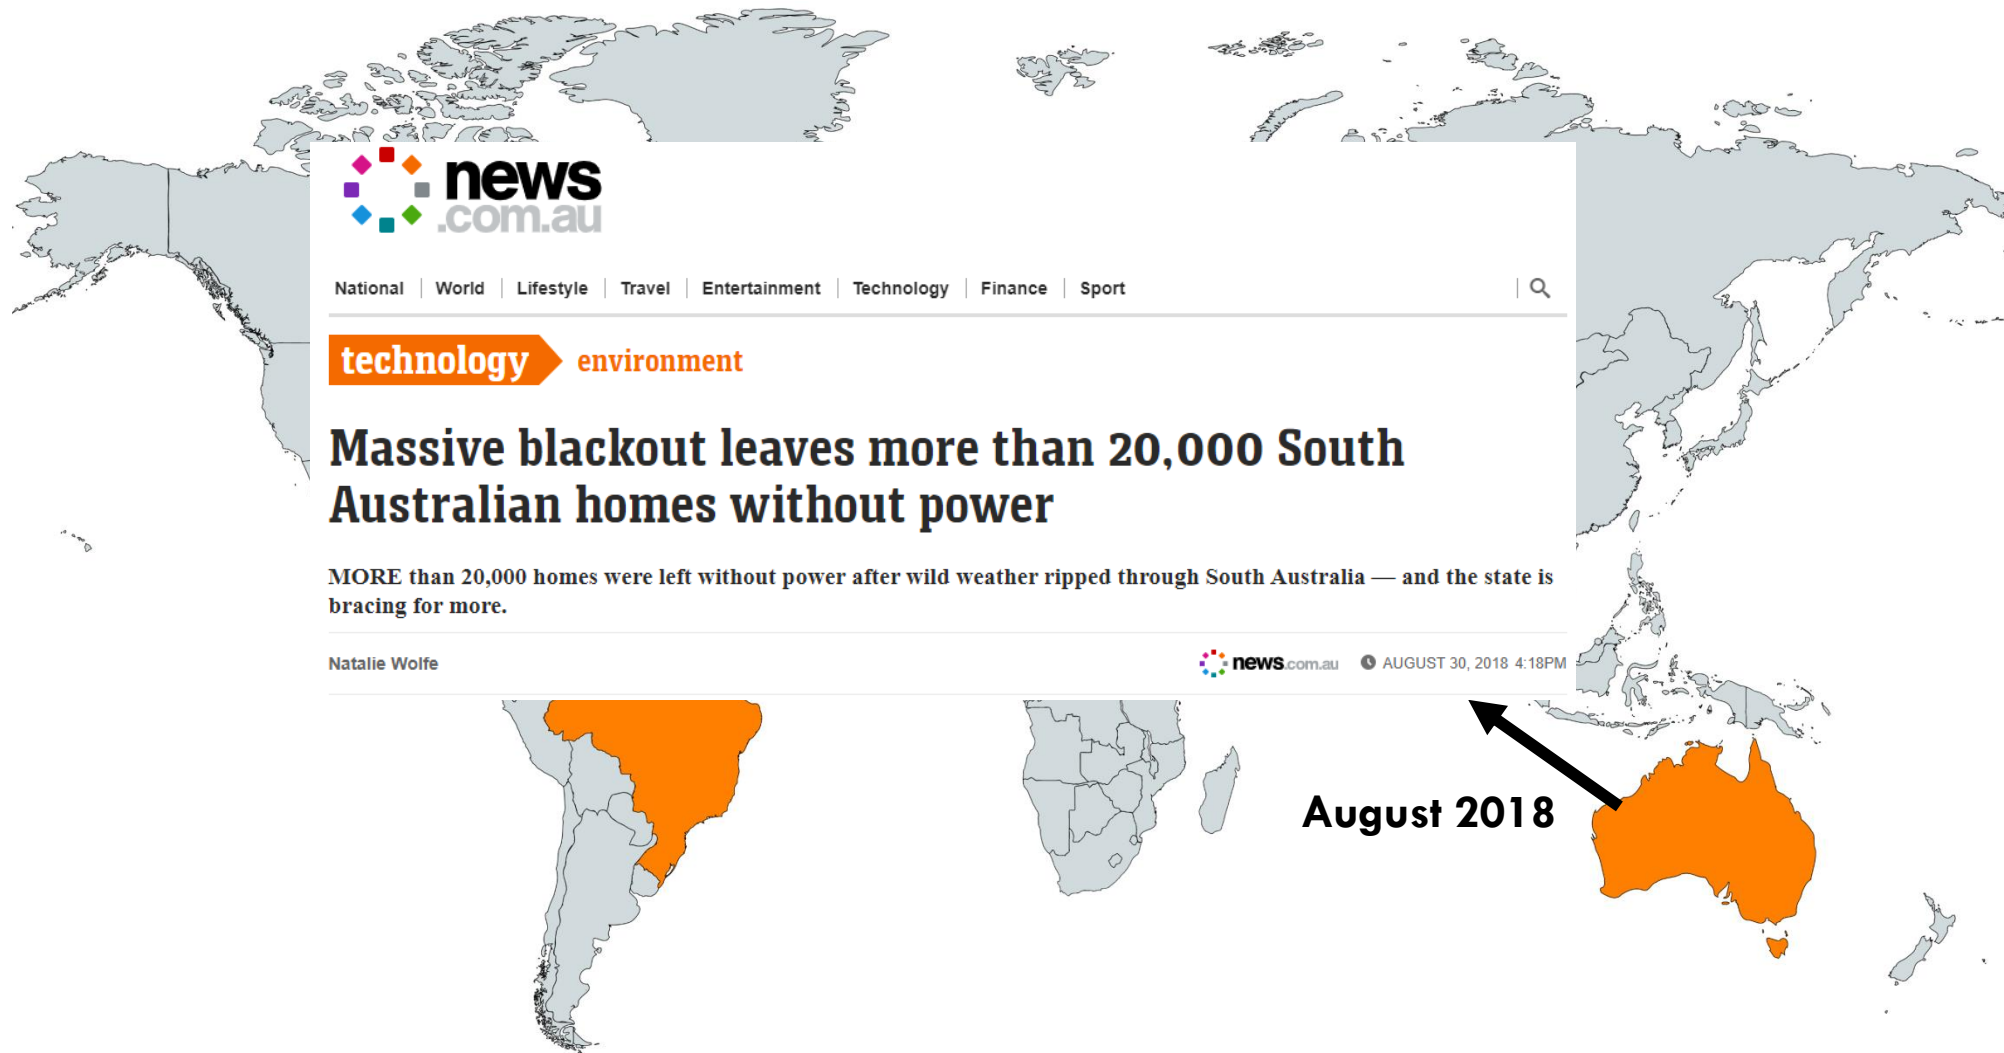 news
.com.au
National | World | Lifestyle | Travel | Entertainment | Technology | Finance | Sport
technology environment
Massive blackout leaves more than 20,000 South
Australian homes without power
MORE than 20,000 homes were left without power after wild weather ripped through South Australia — and the state is
bracing for more.
Natalie Wolfe news.com.au AUGUST 30, 2018 4:18PM
August 2018